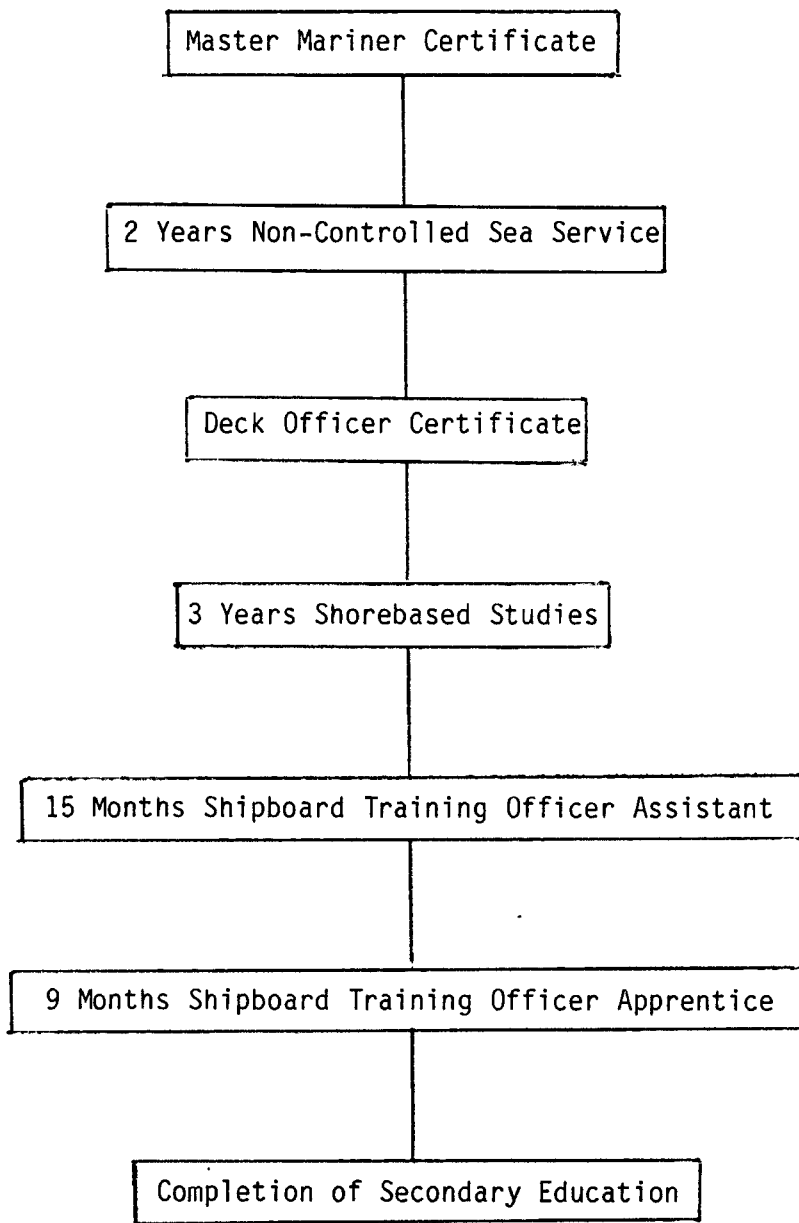 Master Mariner Certificate
2 Years Non-Controlled Sea Service
Deck Officer Certificate
3 Years Shorebased Studies
15 Months Shipboard Training Officer Assistant
9 Months Shipboard Training Officer Apprentice
Completion of Secondary Education